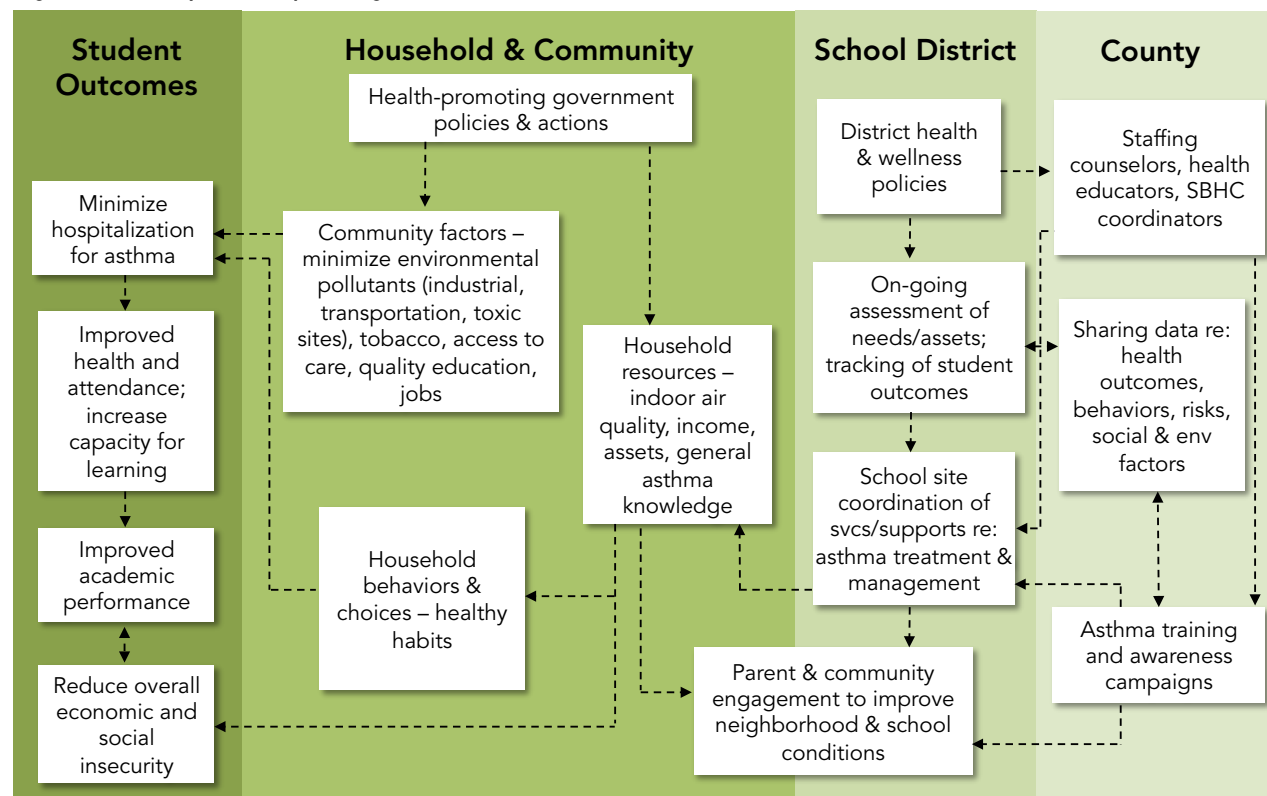 Student
Outcomes
Household & Community
School District
County
Health-promoting government
policies & actions
District health
& wellness
policies
Staffing
counselors, health
educators, SBHC
coordinators
Minimize
hospitalization
for asthma
Community factors –
minimize environmental
pollutants (industrial,
transportation, toxic
sites), tobacco, access to
care, quality education,
jobs
On-going
assessment of
needs/assets;
tracking of student
outcomes
Sharing data re:
health
outcomes,
behaviors, risks,
social & env
factors
Improved
health and
attendance;
increase
capacity for
learning
Household
resources –
indoor air
quality, income,
assets, general
asthma
knowledge
School site
coordination of
svcs/supports re:
asthma treatment &
management
Improved
academic
performance
Household
behaviors &
choices – healthy
habits
Asthma training
and awareness
campaigns
Reduce overall
economic and
social
insecurity
Parent & community
engagement to improve
neighborhood & school
conditions